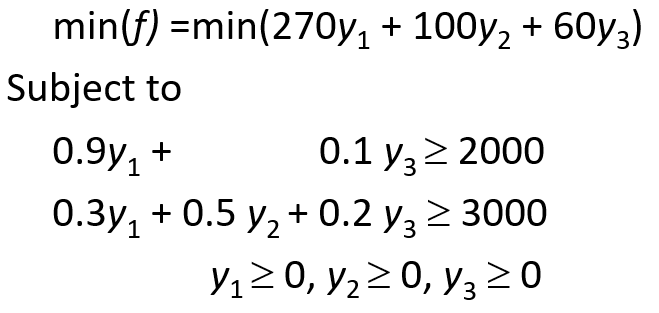 min(f) =min(270y₁ + 100y₂ + 60y₃)
Subject to
0.9y₁ + 0.1 y₃ ≥ 2000
0.3y₁ + 0.5 y₂ + 0.2 y₃ ≥ 3000
y₁ ≥ 0, y₂ ≥ 0, y₃ ≥ 0